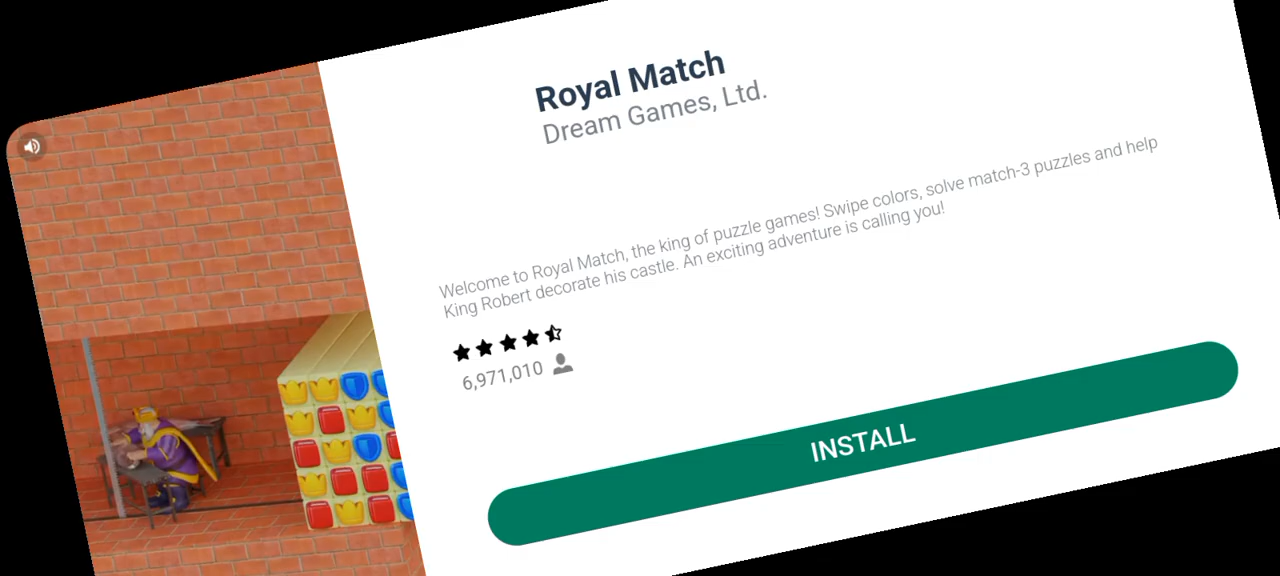 Royal Match
Dream Games, Ltd.
Welcome to Royal Match, the king of puzzle games! Swipe colors, solve match-3 puzzles and help
King Robert decorate his castle. An exciting adventure is calling you!
6,971,010
INSTALL